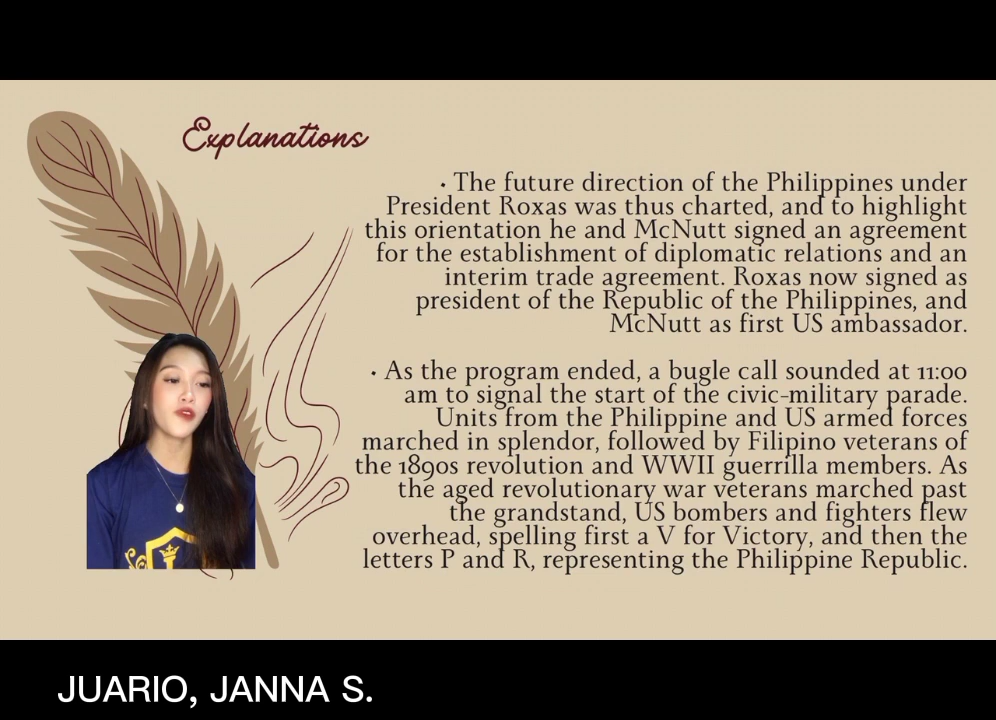 Explanations
• The future direction of the Philippines under
President Roxas was thus charted, and to highlight
this orientation he and McNutt signed an agreement
for the establishment of diplomatic relations and an
interim trade agreement. Roxas now signed as
president of the Republic of the Philippines, and
McNutt as first US ambassador.
• As the program ended, a bugle call sounded at 11:00
am to signal the start of the civic-military parade.
Units from the Philippine and US armed forces
marched in splendor, followed by Filipino veterans of
the 1890s revolution and WWII guerrilla members. As
the aged revolutionary war veterans marched past
the grandstand, US bombers and fighters flew
overhead, spelling first a V for Victory, and then the
letters P and R, representing the Philippine Republic.
JUARIO, JANNA S.